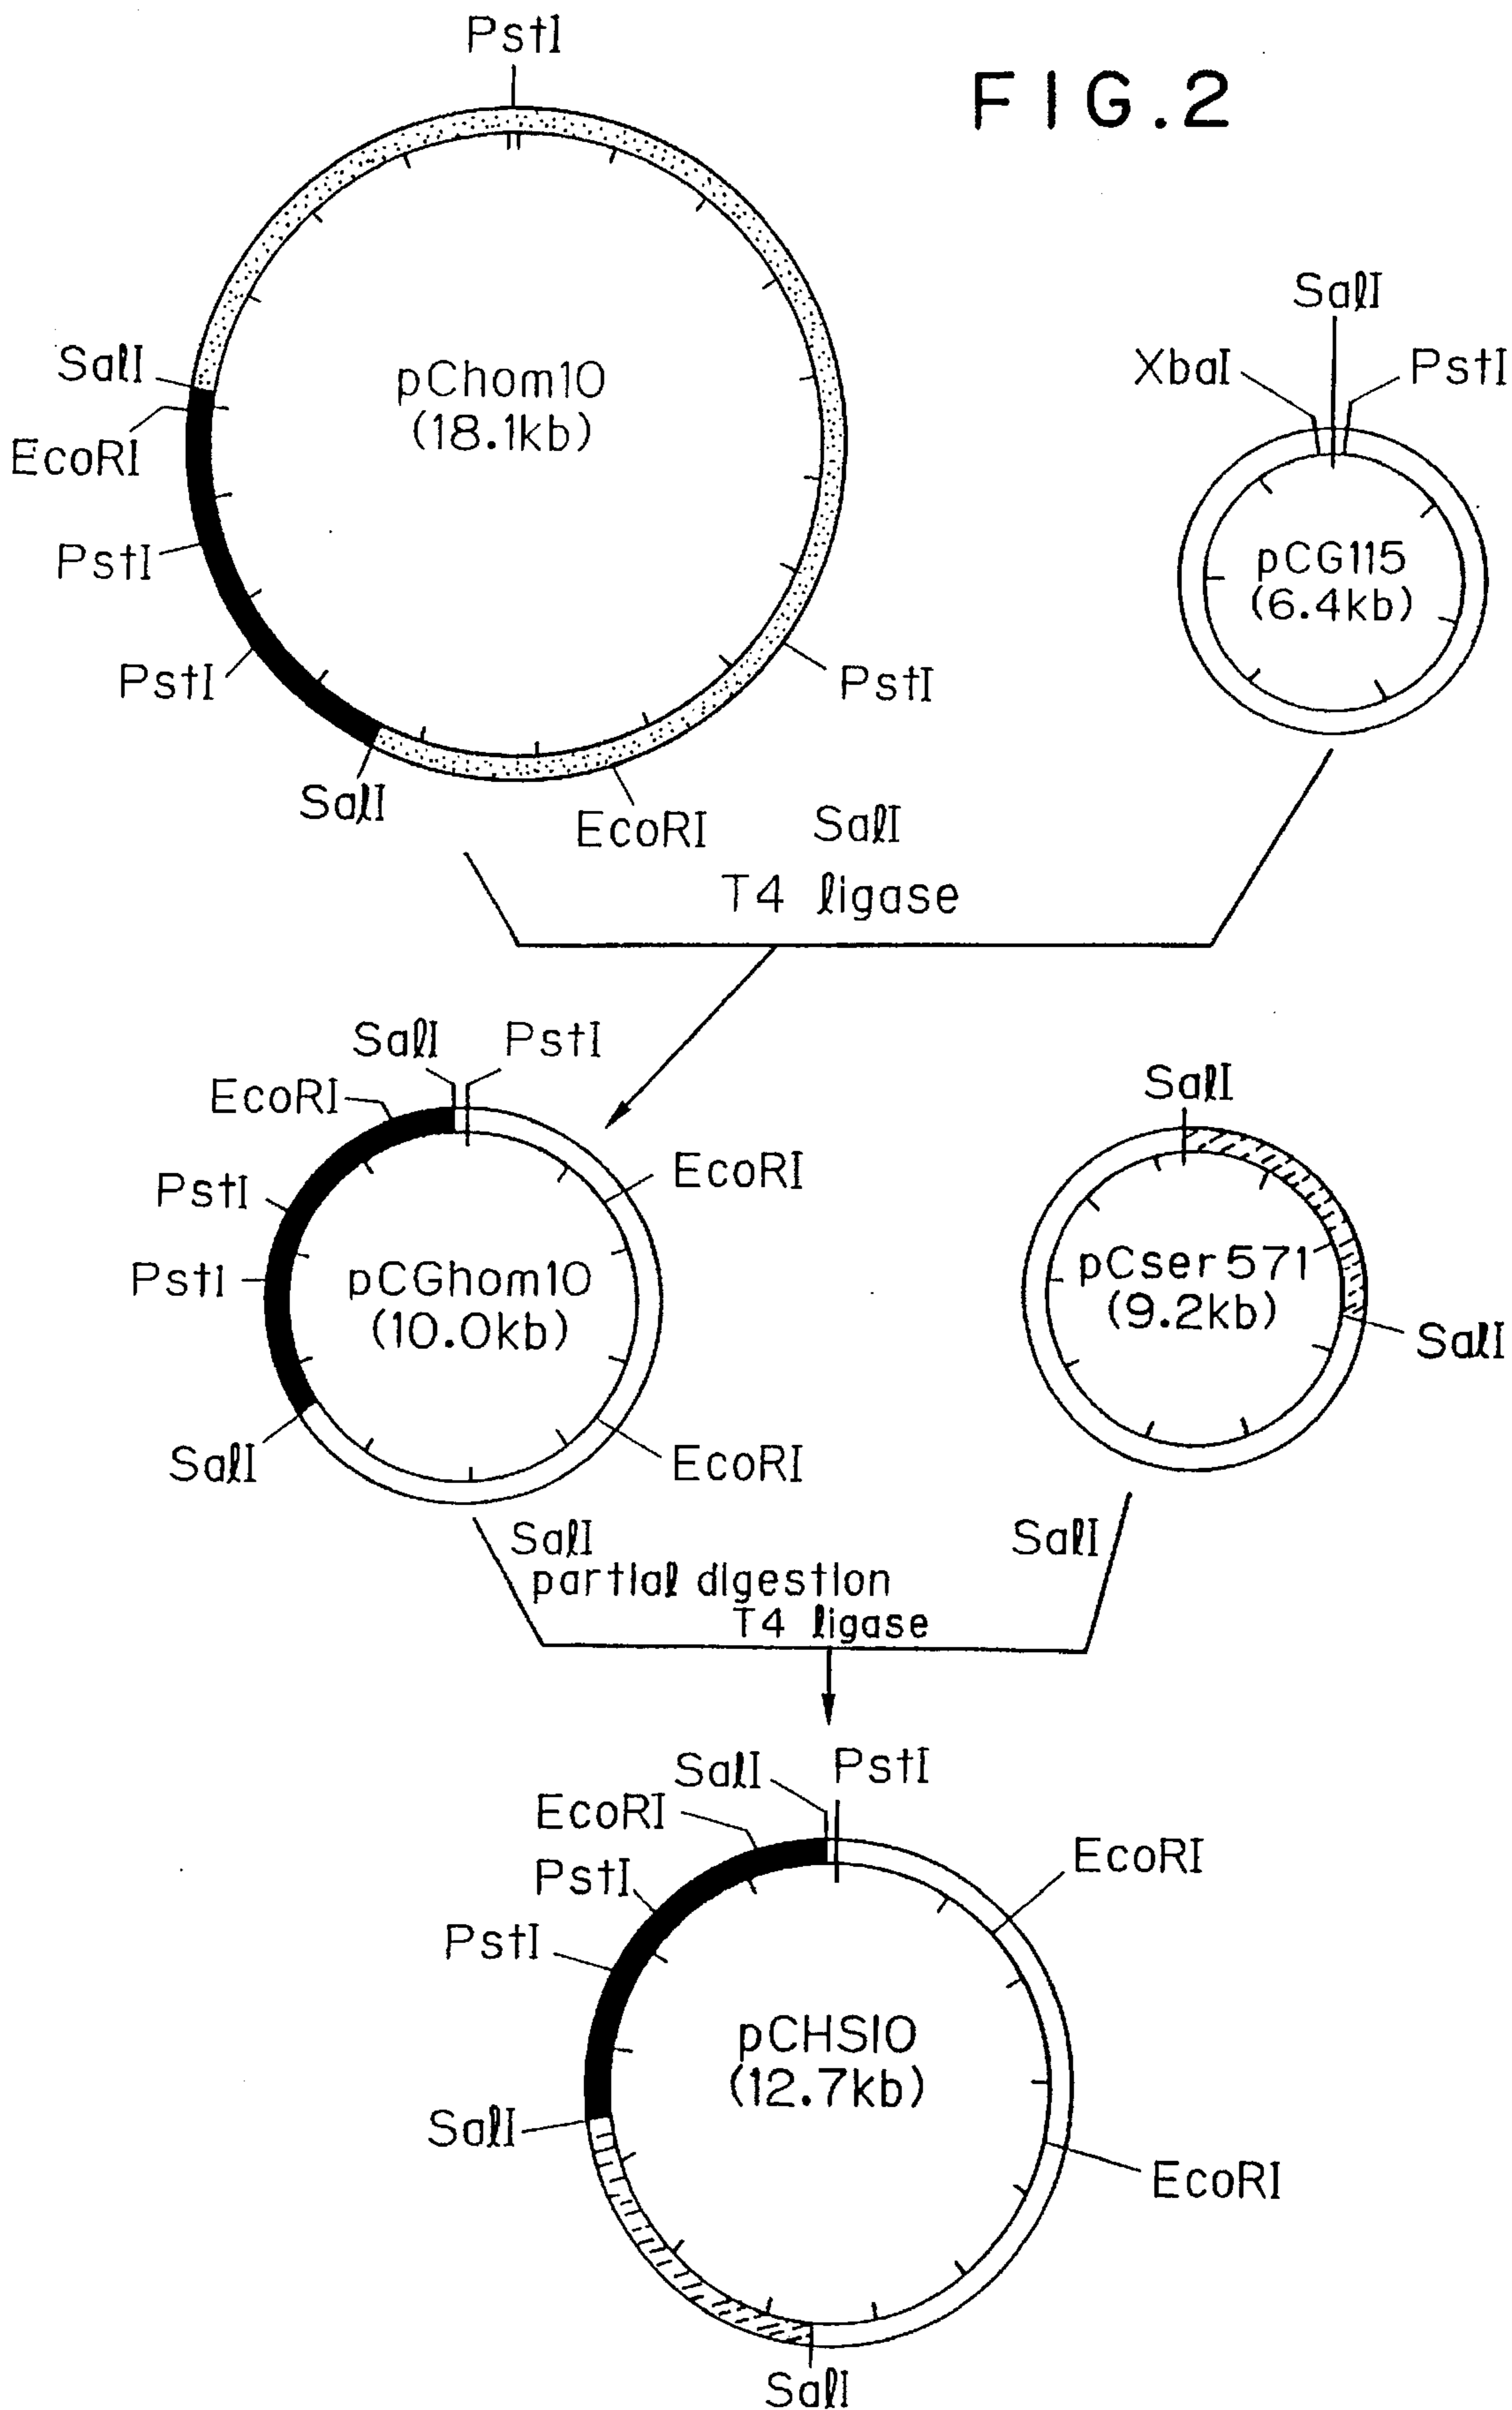 PstI
FIG.2
SalI
XbaI
PstI
SalI
EcoRI
pChom10
(18.1kb)
pCG115
(6.4kb)
PstI
PstI
PstI
SalI
EcoRI
SalI
T4 ligase
SalI
PstI
EcoRI
EcoRI
SalI
PstI
PstI
pCGhom10
(10.0kb)
pCser571
(9.2kb)
SalI
SalI
EcoRI
SalI
partial digestion
T4 ligase
SalI
SalI
PstI
EcoRI
EcoRI
PstI
PstI
pCHS10
(12.7kb)
SalI
EcoRI
SalI